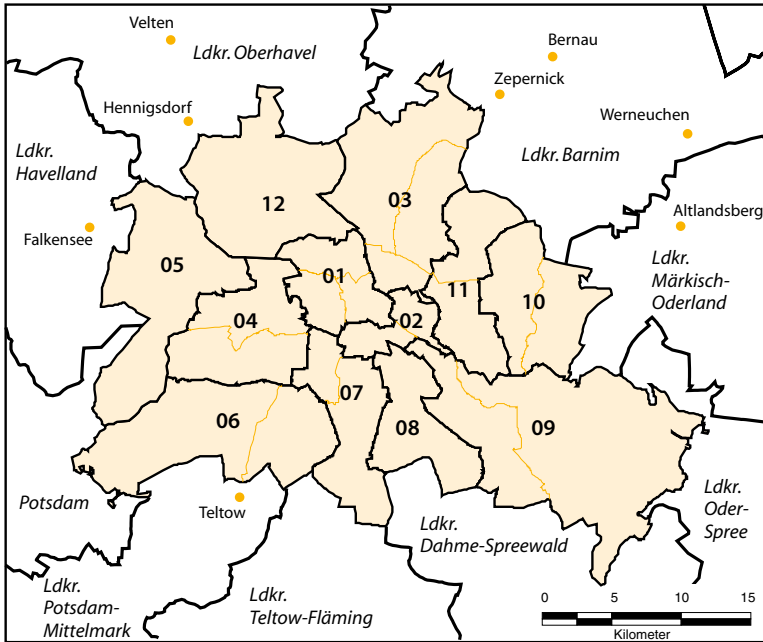 Velten
Bernau
Ldkr. Oberhavel
Zepernick
Hennigsdorf
Werneuchen
Ldkr.
Havelland
Ldkr. Barnim
03
12
Altlandsberg
Falkensee
Ldkr.
Märkisch-
Oderland
05
01
11
10
04
02
07
06
08
09
Potsdam
Teltow
Ldkr.
Oder-
Spree
Ldkr.
Dahme-Spreewald
Ldkr.
Potsdam-
Mittelmark
Ldkr.
Teltow-Fläming
0 5 10 15
Kilometer